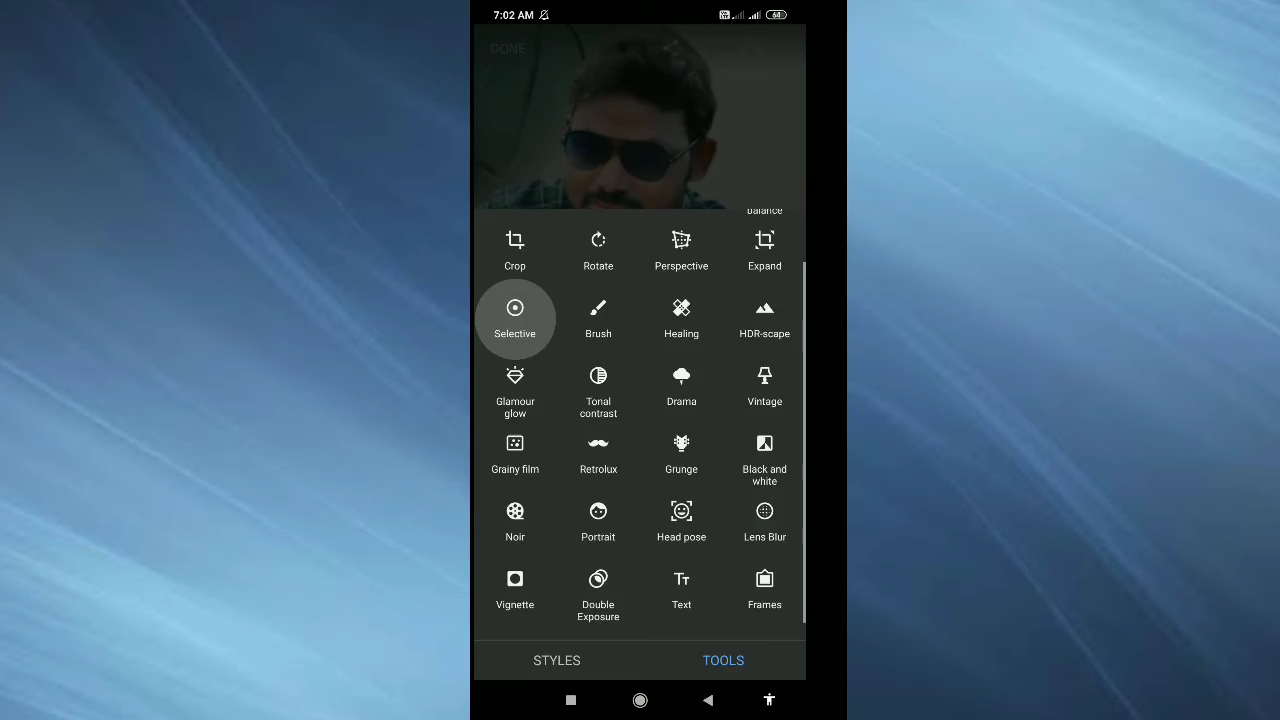 7:02 AM
64
DONE
balance
Crop Rotate Perspective Expand
Selective Brush Healing HDR-scape
Glamour glow Tonal contrast Drama Vintage
Grainy film Retrolux Grunge Black and white
Noir Portrait Head pose Lens Blur
Vignette Double Exposure Text Frames
STYLES TOOLS